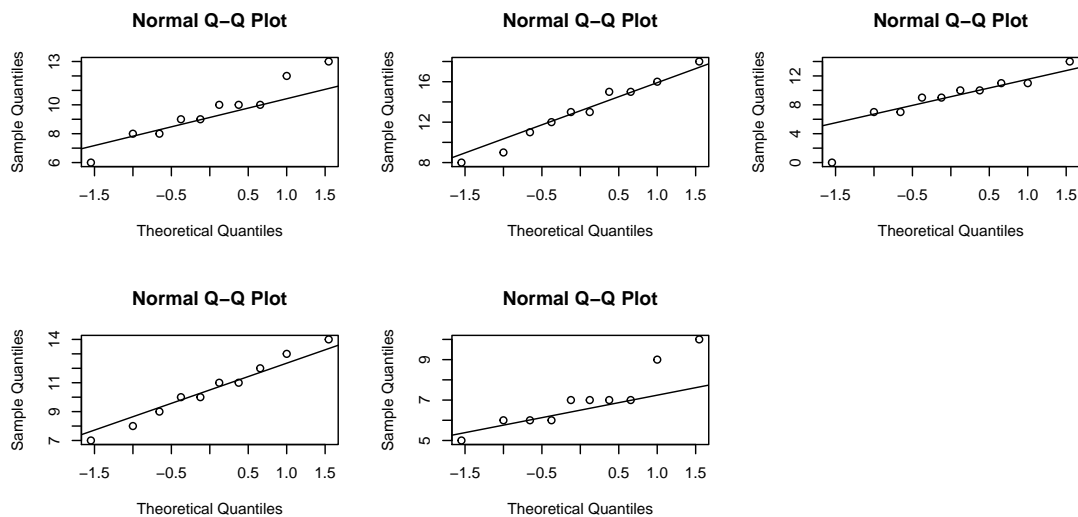 Normal Q−Q Plot
Sample Quantiles
6 8 10 13
−1.5 −0.5 0.5 1.0 1.5
Theoretical Quantiles
Normal Q−Q Plot
Sample Quantiles
8 12 16
−1.5 −0.5 0.5 1.0 1.5
Theoretical Quantiles
Normal Q−Q Plot
Sample Quantiles
0 4 8 12
−1.5 −0.5 0.5 1.0 1.5
Theoretical Quantiles
Normal Q−Q Plot
Sample Quantiles
7 9 11 14
−1.5 −0.5 0.5 1.0 1.5
Theoretical Quantiles
Normal Q−Q Plot
Sample Quantiles
5 7 9
−1.5 −0.5 0.5 1.0 1.5
Theoretical Quantiles